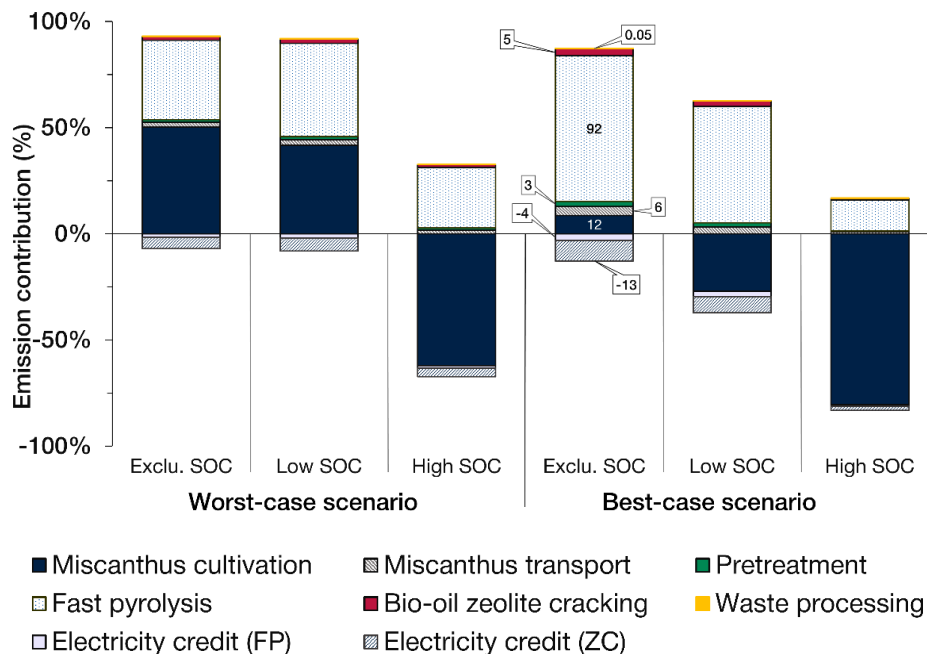 100%
50%
0%
-50%
-100%
Emission contribution (%)
5
0.05
92
3
-4
6
12
-13
Exclu. SOC Low SOC High SOC Exclu. SOC Low SOC High SOC
Worst-case scenario Best-case scenario
Miscanthus cultivation Miscanthus transport Pretreatment
Fast pyrolysis Bio-oil zeolite cracking Waste processing
Electricity credit (FP) Electricity credit (ZC)